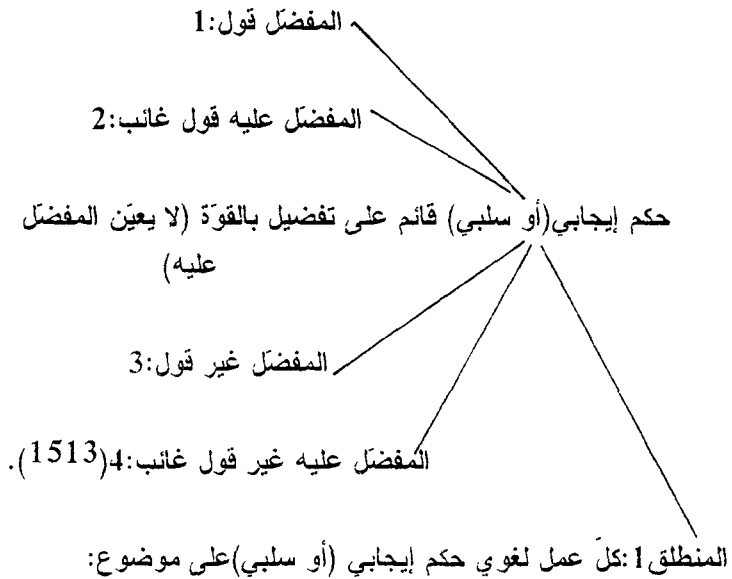 المفضّل قول:1
المفضّل عليه قول غائب:2
حكم إيجابي(أو سلبي) قائم على تفضيل بالقوّة (لا يعيّن المفضّل
عليه)
المفضّل غير قول:3
المفضّل عليه غير قول غائب:4(1513).
المنطلق1:كلّ عمل لغوي حكم إيجابي (أو سلبي)على موضوع: